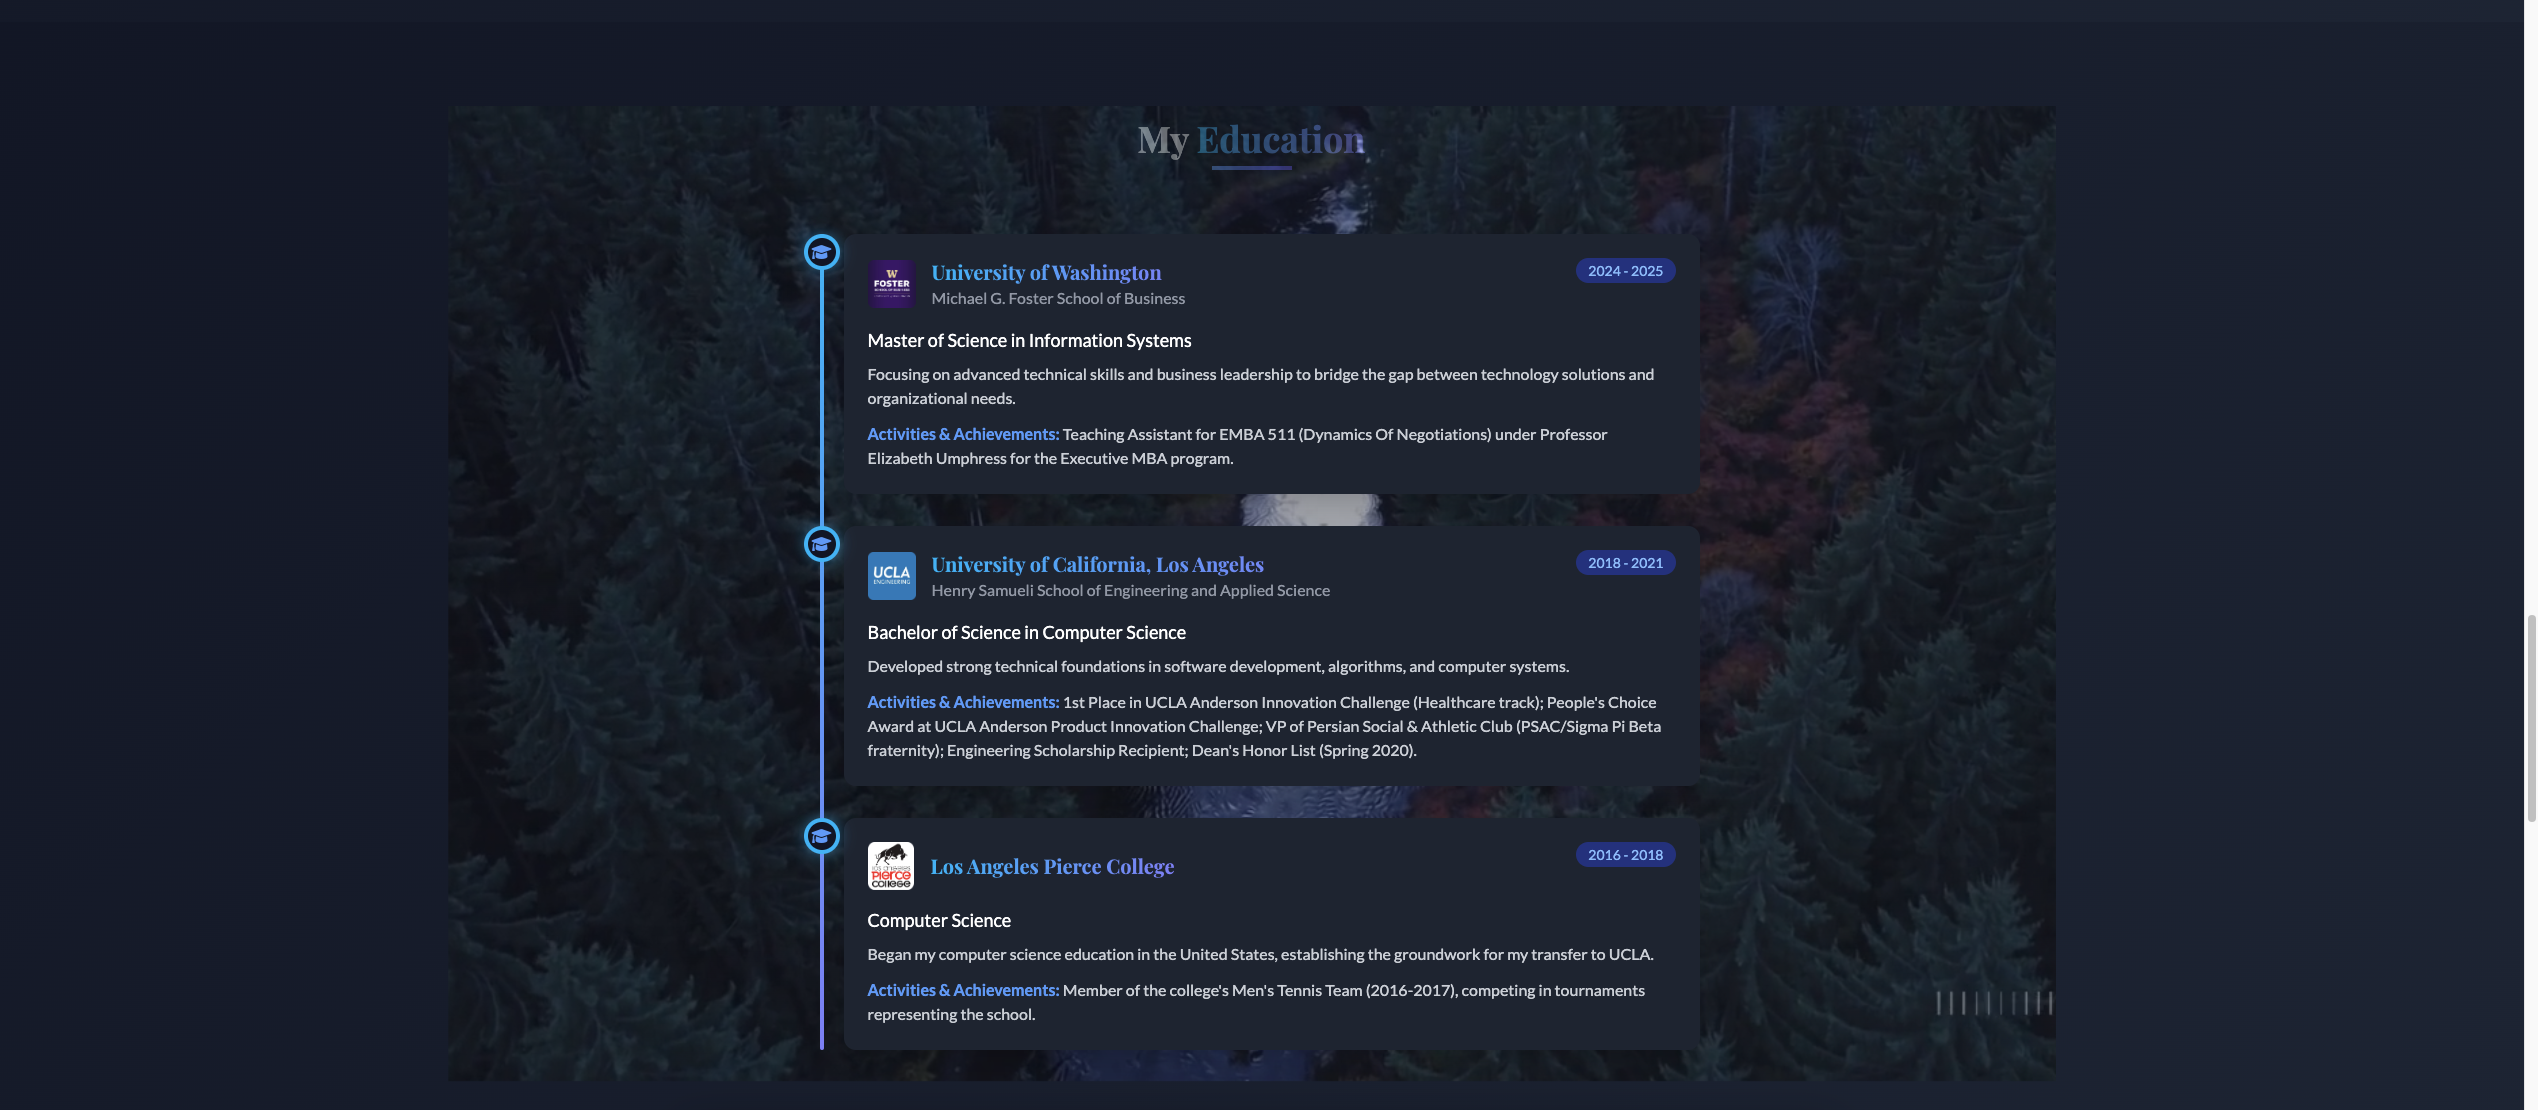 My Education
W
FOSTER
University of Washington
2024 - 2025
Michael G. Foster School of Business
Master of Science in Information Systems
Focusing on advanced technical skills and business leadership to bridge the gap between technology solutions and
organizational needs.
Activities & Achievements: Teaching Assistant for EMBA 511 (Dynamics Of Negotiations) under Professor
Elizabeth Umphress for the Executive MBA program.
UCLA
ENGINEERING
University of California, Los Angeles
2018 - 2021
Henry Samueli School of Engineering and Applied Science
Bachelor of Science in Computer Science
Developed strong technical foundations in software development, algorithms, and computer systems.
Activities & Achievements: 1st Place in UCLA Anderson Innovation Challenge (Healthcare track); People's Choice
Award at UCLA Anderson Product Innovation Challenge; VP of Persian Social & Athletic Club (PSAC/Sigma Pi Beta
fraternity); Engineering Scholarship Recipient; Dean's Honor List (Spring 2020).
LOS ANGELES
PIERCE
COLLEGE
Los Angeles Pierce College
2016 - 2018
Computer Science
Began my computer science education in the United States, establishing the groundwork for my transfer to UCLA.
Activities & Achievements: Member of the college's Men's Tennis Team (2016-2017), competing in tournaments
representing the school.